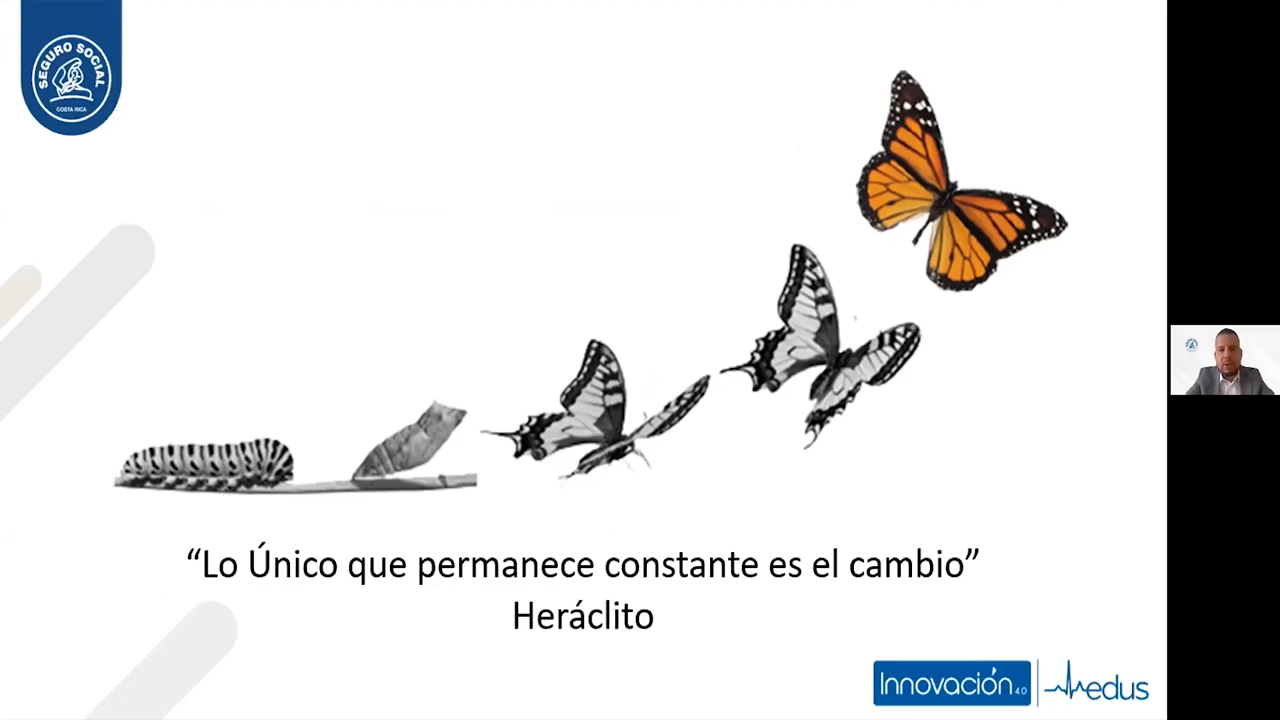 SEGURO SOCIAL
COSTA RICA
“Lo Único que permanece constante es el cambio”
Heráclito
Innovación 4.0
edus